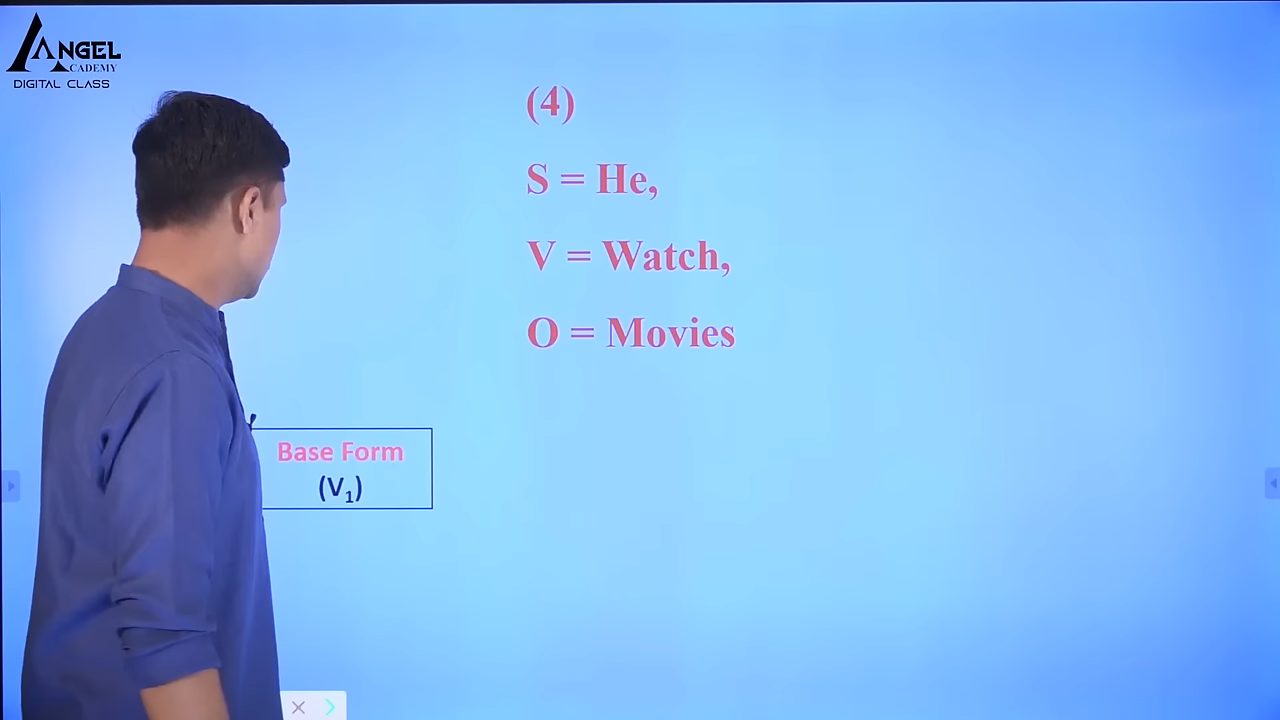 ANGEL
ACADEMY
DIGITAL CLASS
(4)
S = He,
V = Watch,
O = Movies
Base Form
(V₁)